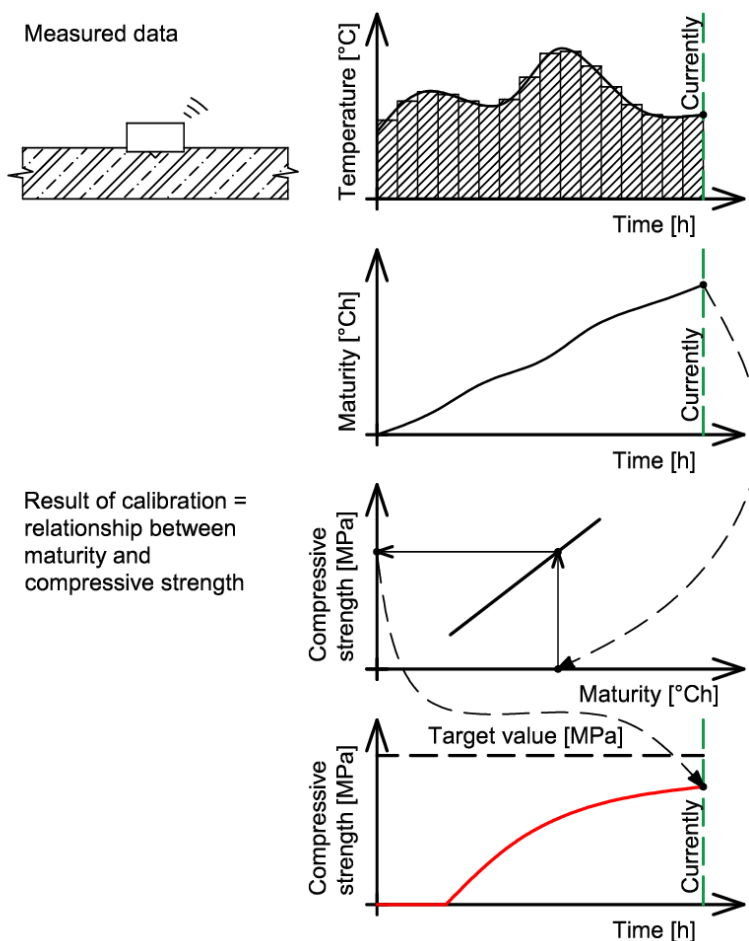 Measured data
Temperature [°C]
Currently
Time [h]
Maturity [°Ch]
Currently
Time [h]
Result of calibration =
relationship between
maturity and
compressive strength
Compressive
strength [MPa]
Maturity [°Ch]
Target value [MPa]
Compressive
strength [MPa]
Currently
Time [h]